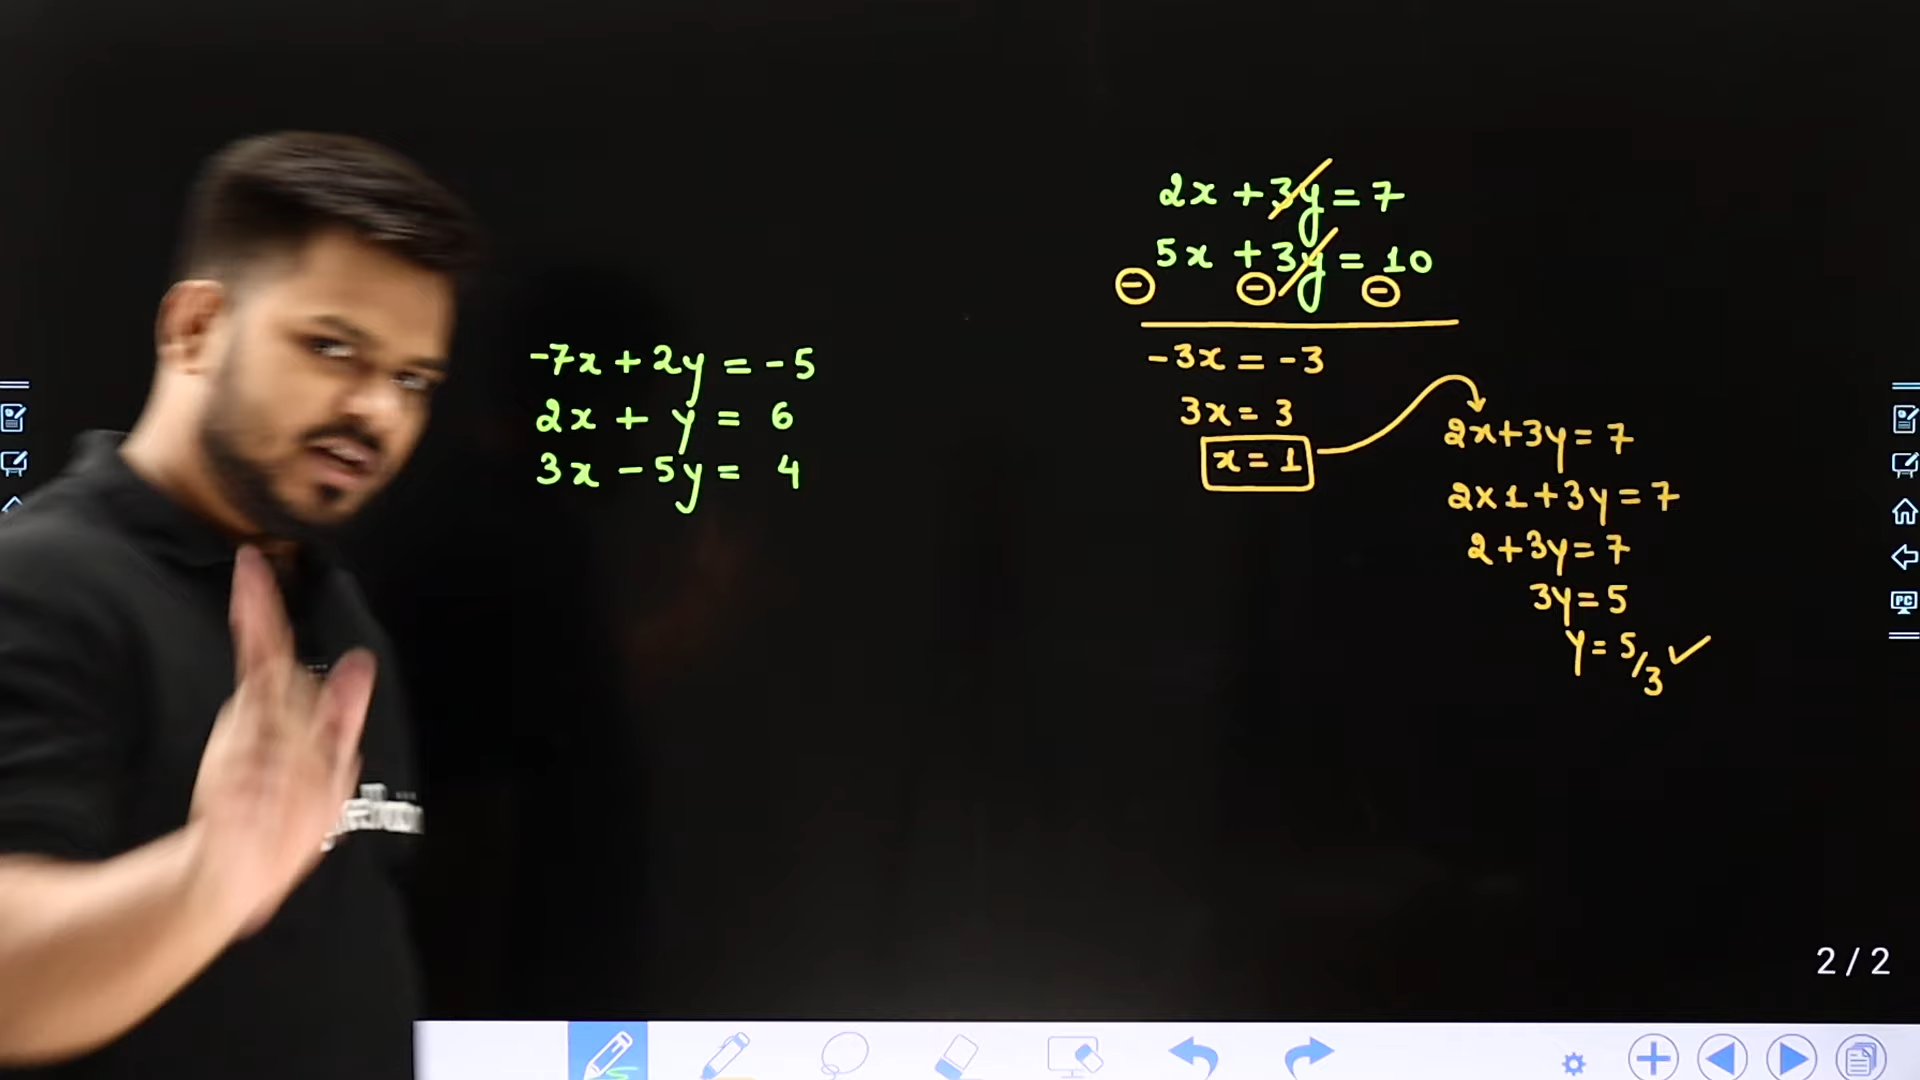 -7x + 2y = -5
2x + y = 6
3x - 5y = 4
2x + 3y = 7
5x + 3y = 10
⊖ ⊖ ⊖
-3x = -3
3x = 3
x = 1
2x+3y = 7
2x1+3y = 7
2+3y = 7
3y = 5
y = 5/3 ✓
PC
2 / 2